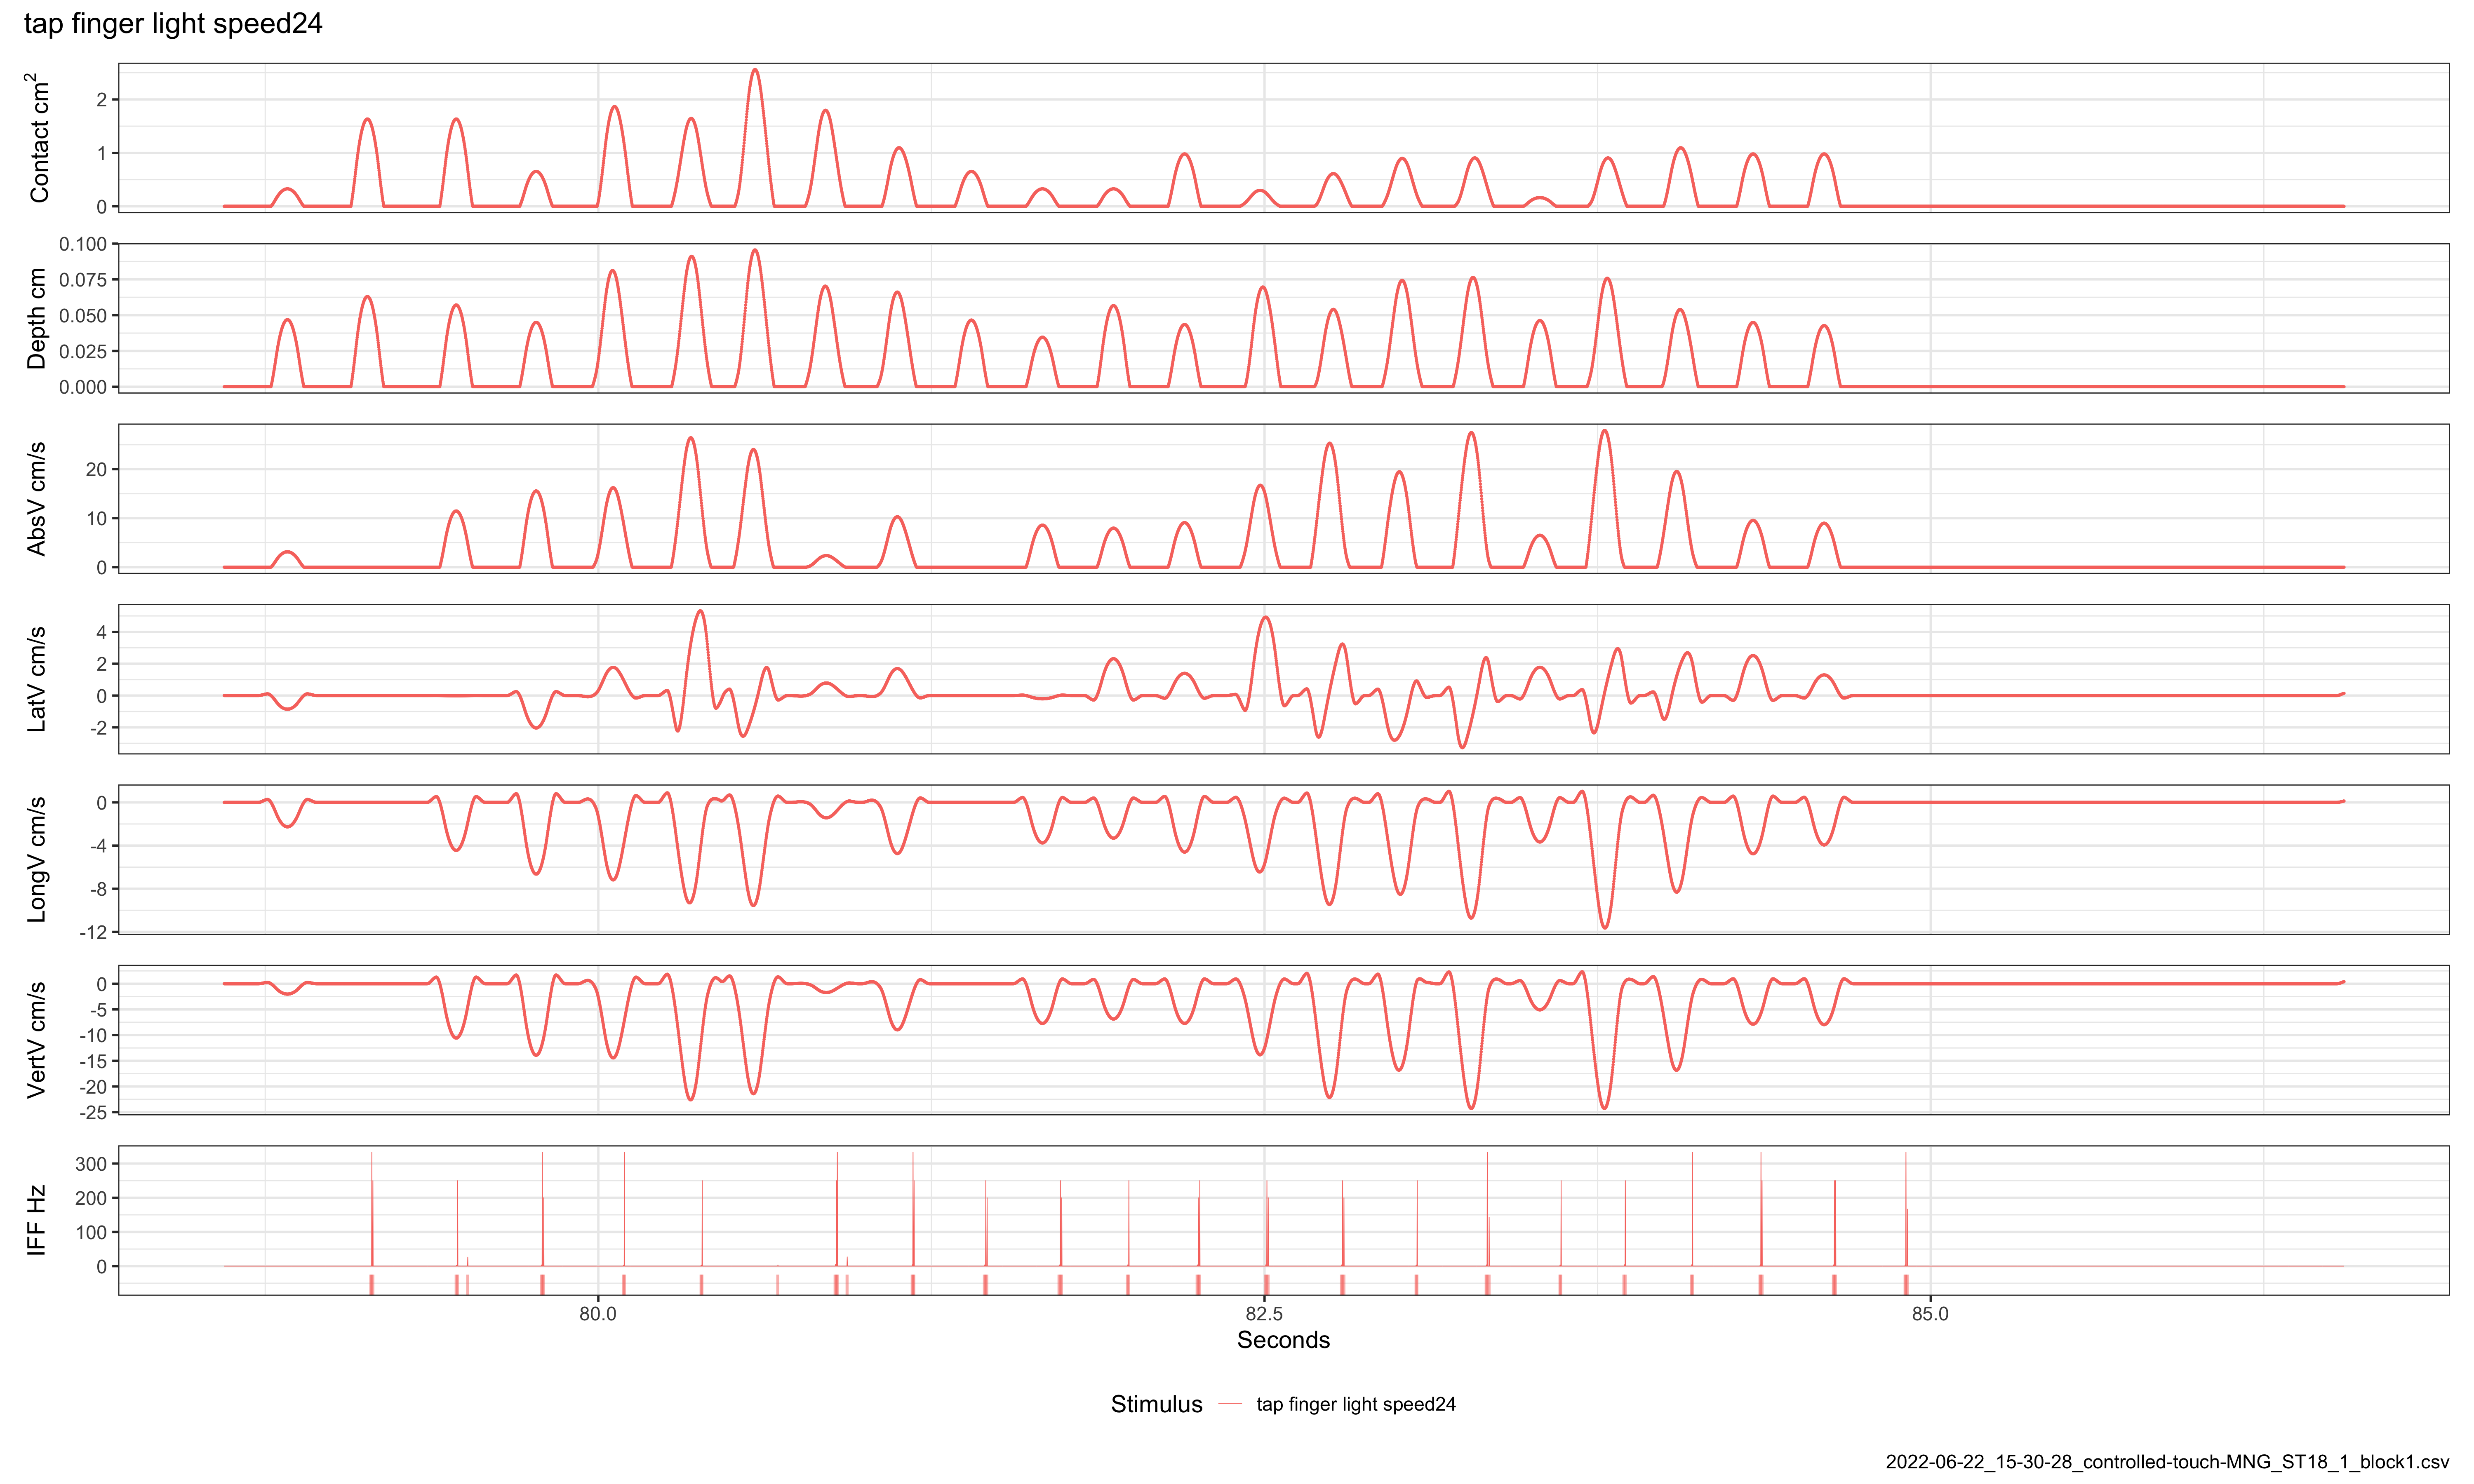 tap finger light speed24
Contact cm²
2
1
0
Depth cm
0.100
0.075
0.050
0.025
0.000
AbsV cm/s
20
10
0
LatV cm/s
4
2
0
-2
LongV cm/s
0
-4
-8
-12
VertV cm/s
0
-5
-10
-15
-20
-25
IFF Hz
300
200
100
0
80.0 82.5 85.0
Seconds
Stimulus tap finger light speed24
2022-06-22_15-30-28_controlled-touch-MNG_ST18_1_block1.csv